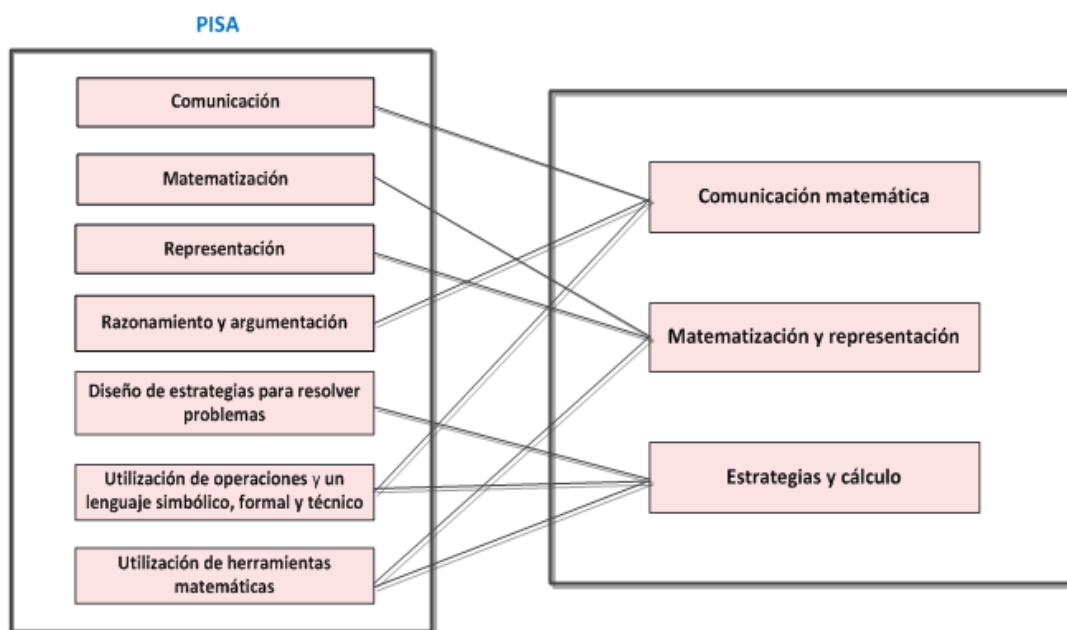 PISA
Comunicación
Matematización
Representación
Razonamiento y argumentación
Diseño de estrategias para resolver
problemas
Utilización de operaciones y un
lenguaje simbólico, formal y técnico
Utilización de herramientas
matemáticas
Comunicación matemática
Matematización y representación
Estrategias y cálculo